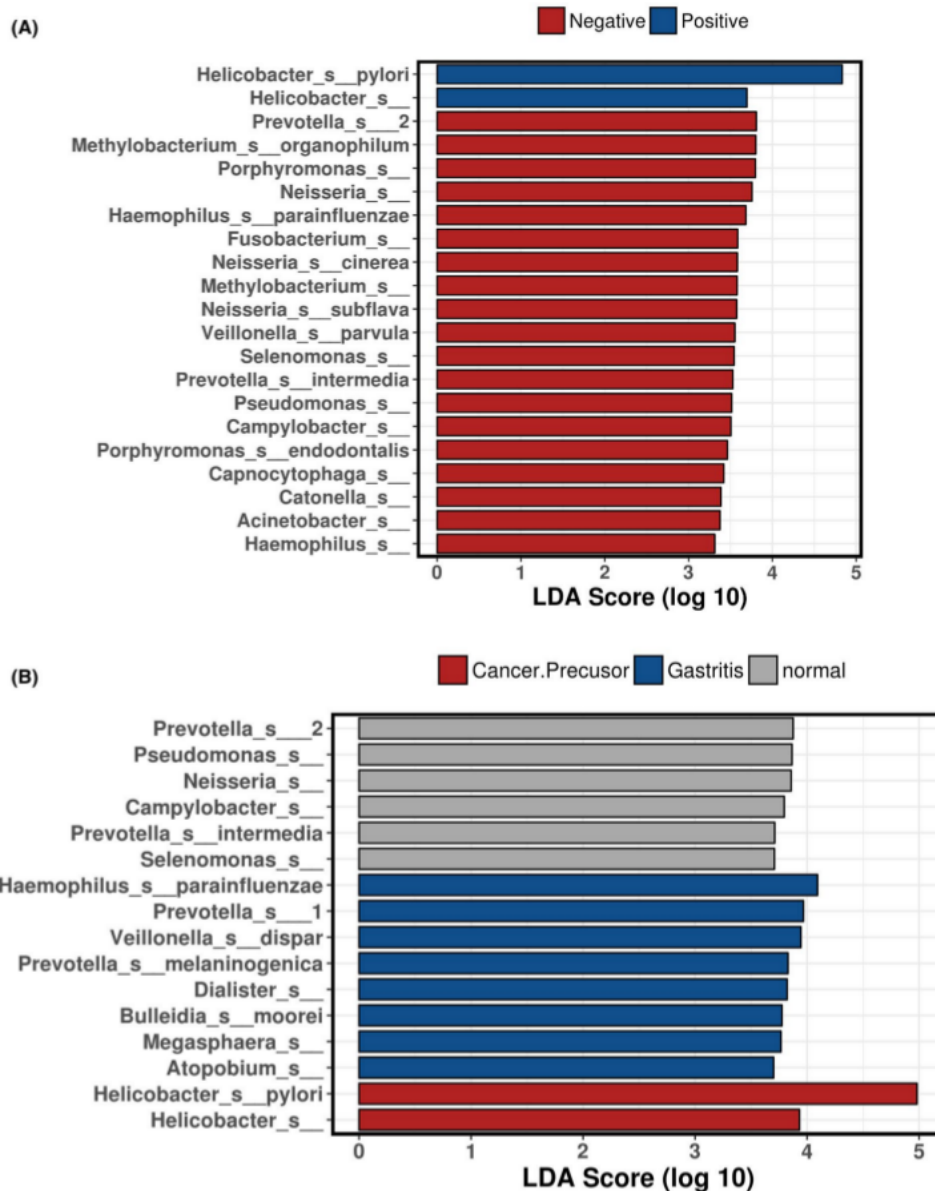 (A)
Negative Positive
Helicobacter_s__pylori
Helicobacter_s__
Prevotella_s___2
Methylobacterium_s__organophilum
Porphyromonas_s__
Neisseria_s__
Haemophilus_s__parainfluenzae
Fusobacterium_s__
Neisseria_s__cinerea
Methylobacterium_s__
Neisseria_s__subflava
Veillonella_s__parvula
Selenomonas_s__
Prevotella_s__intermedia
Pseudomonas_s__
Campylobacter_s__
Porphyromonas_s__endodontalis
Capnocytophaga_s__
Catonella_s__
Acinetobacter_s__
Haemophilus_s__
0 1 2 3 4 5
LDA Score (log 10)
(B)
Cancer.Precusor Gastritis normal
Prevotella_s___2
Pseudomonas_s__
Neisseria_s__
Campylobacter_s__
Prevotella_s__intermedia
Selenomonas_s__
Haemophilus_s__parainfluenzae
Prevotella_s___1
Veillonella_s__dispar
Prevotella_s__melaninogenica
Dialister_s__
Bulleidia_s__moorei
Megasphaera_s__
Atopobium_s__
Helicobacter_s__pylori
Helicobacter_s__
0 1 2 3 4 5
LDA Score (log 10)